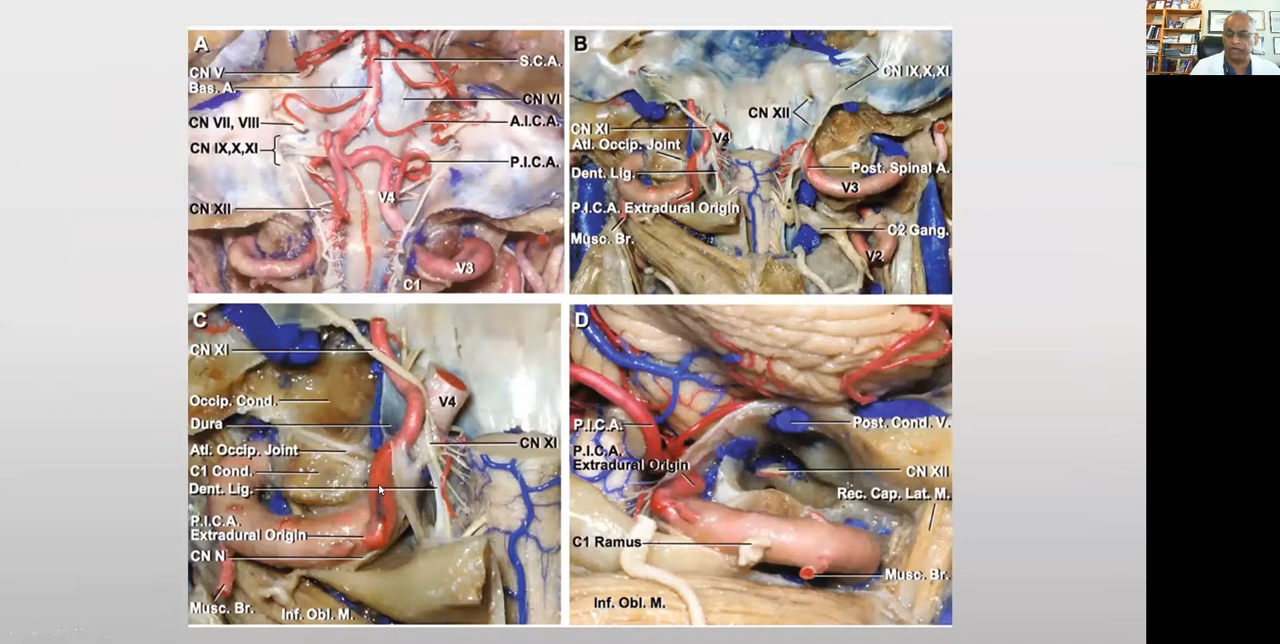 A
CN V
Bas. A.
CN VII, VIII
CN IX,X,XI
CN XII
S.C.A.
CN VI
A.I.C.A.
P.I.C.A.
V4
V3
C1
B
CN IX,X,XI
CN XII
CN XI
V4
Atl. Occip. Joint
Dent. Lig.
Post. Spinal A.
V3
P.I.C.A. Extradural Origin
C2 Gang.
Musc. Br.
V2
C
CN XI
Occip. Cond.
V4
Dura
CN XI
Atl. Occip. Joint
C1 Cond.
Dent. Lig.
P.I.C.A.
Extradural Origin
CN N
Musc. Br.
Inf. Obl. M.
D
P.I.C.A.
Post. Cond. V.
P.I.C.A.
Extradural Origin
CN XII
Rec. Cap. Lat. M.
C1 Ramus
Musc. Br.
Inf. Obl. M.